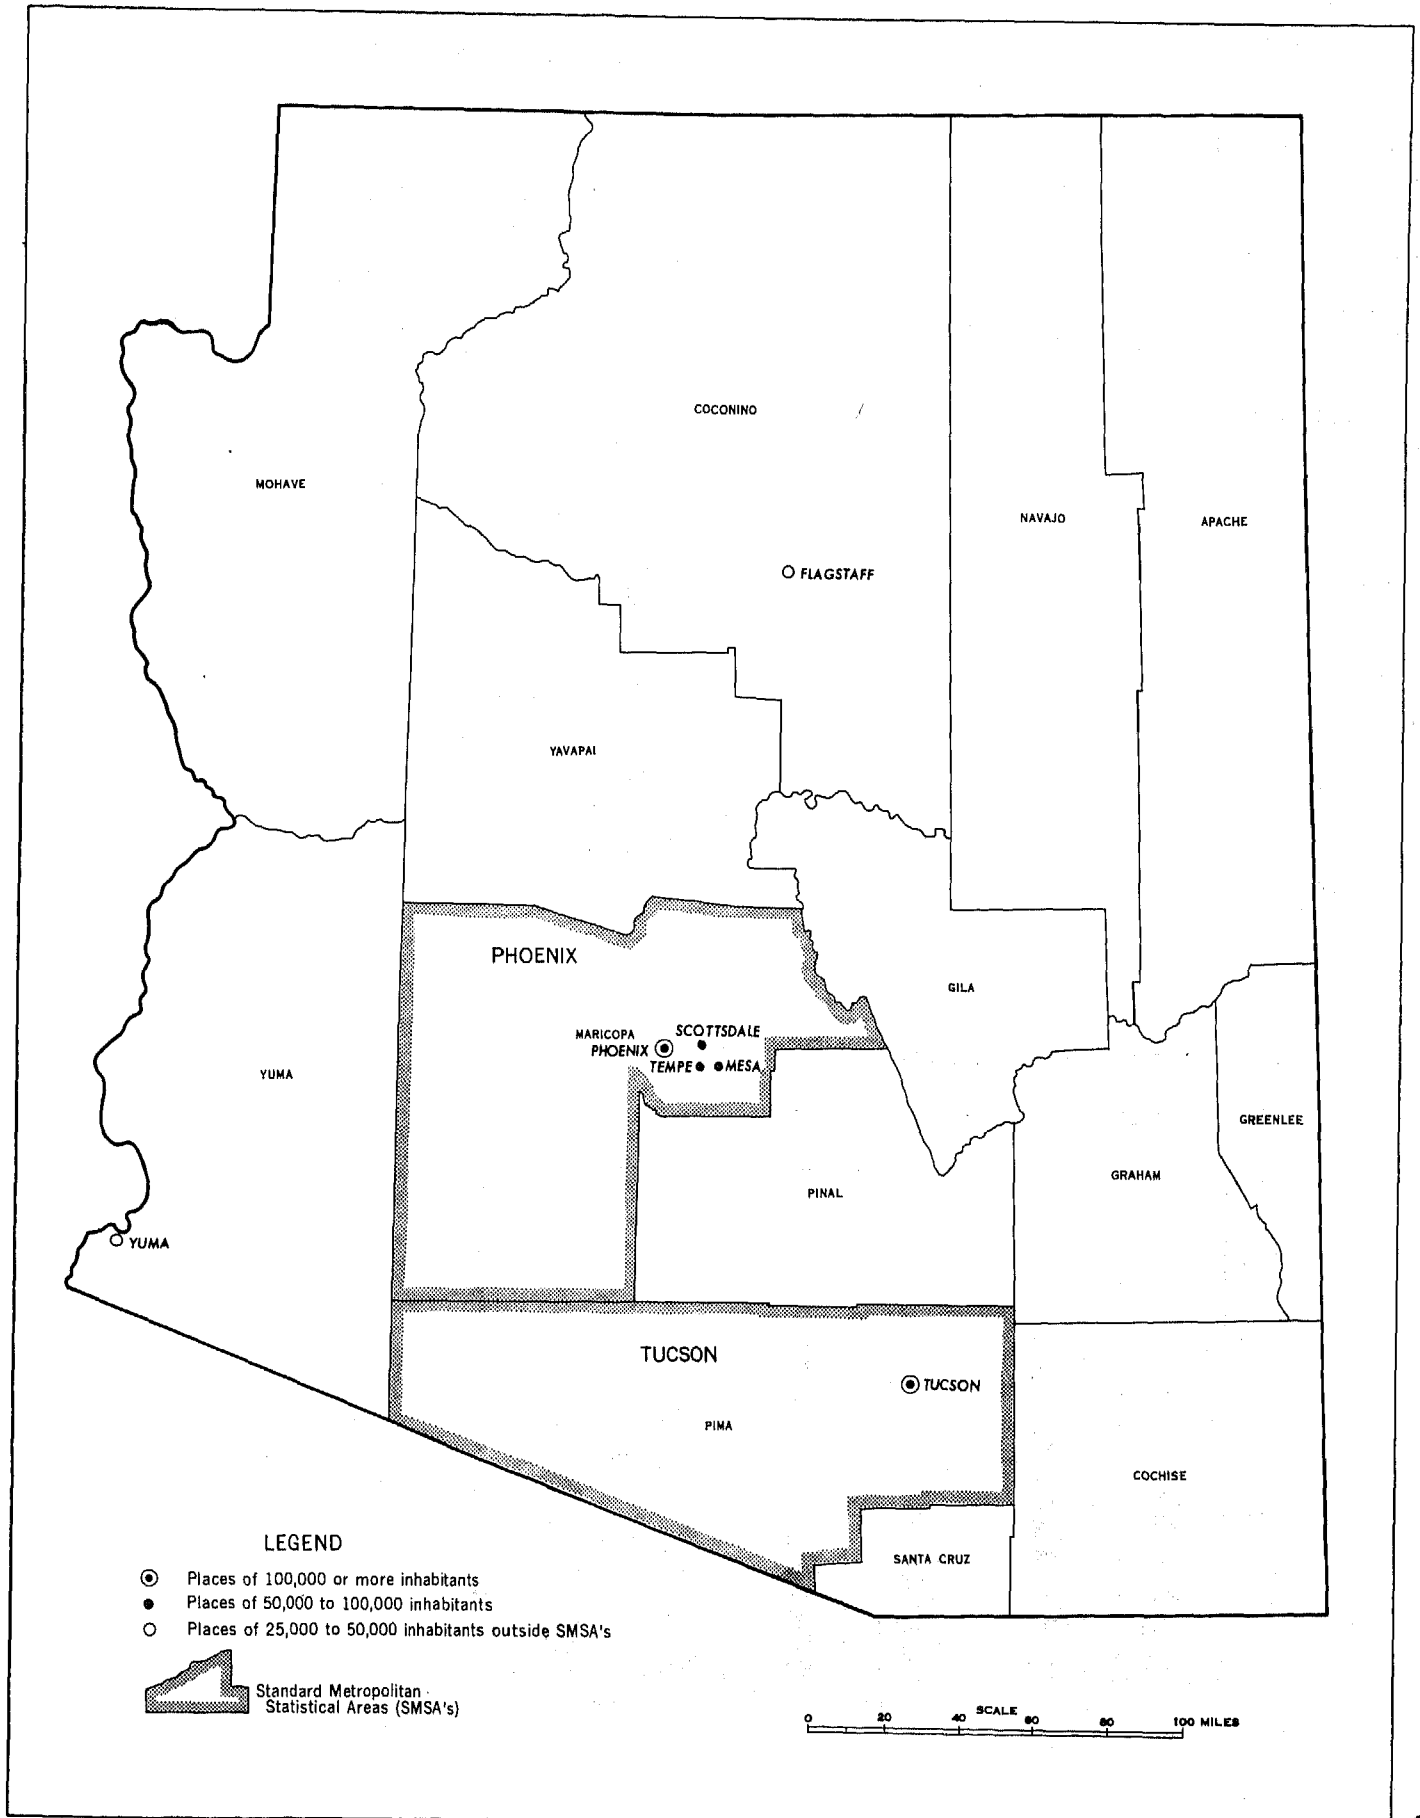 COCONINO
MOHAVE
NAVAJO
APACHE
FLAGSTAFF
YAVAPAI
PHOENIX
GILA
MARICOPA
SCOTTSDALE
PHOENIX
TEMPE
MESA
YUMA
GREENLEE
GRAHAM
PINAL
YUMA
TUCSON
TUCSON
PIMA
COCHISE
SANTA CRUZ
LEGEND
Places of 100,000 or more inhabitants
Places of 50,000 to 100,000 inhabitants
Places of 25,000 to 50,000 inhabitants outside SMSA's
Standard Metropolitan
Statistical Areas (SMSA's)
SCALE
0 20 40 60 80 100 MILES